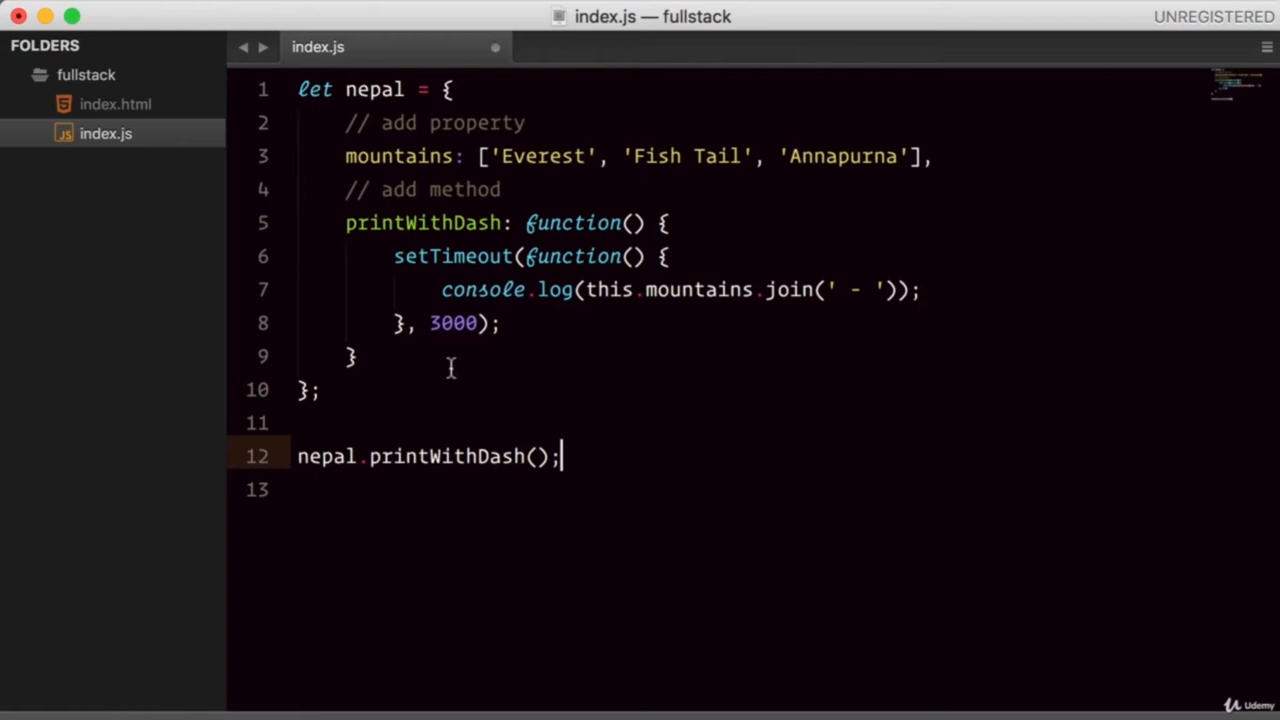 index.js — fullstack
UNREGISTERED
FOLDERS
fullstack
index.html
JS index.js
index.js
1 let nepal = {
2 // add property
3 mountains: ['Everest', 'Fish Tail', 'Annapurna'],
4 // add method
5 printWithDash: function() {
6 setTimeout(function() {
7 console.log(this.mountains.join(' - '));
8 }, 3000);
9 }
10 };
11
12 nepal.printWithDash();
13
Udemy